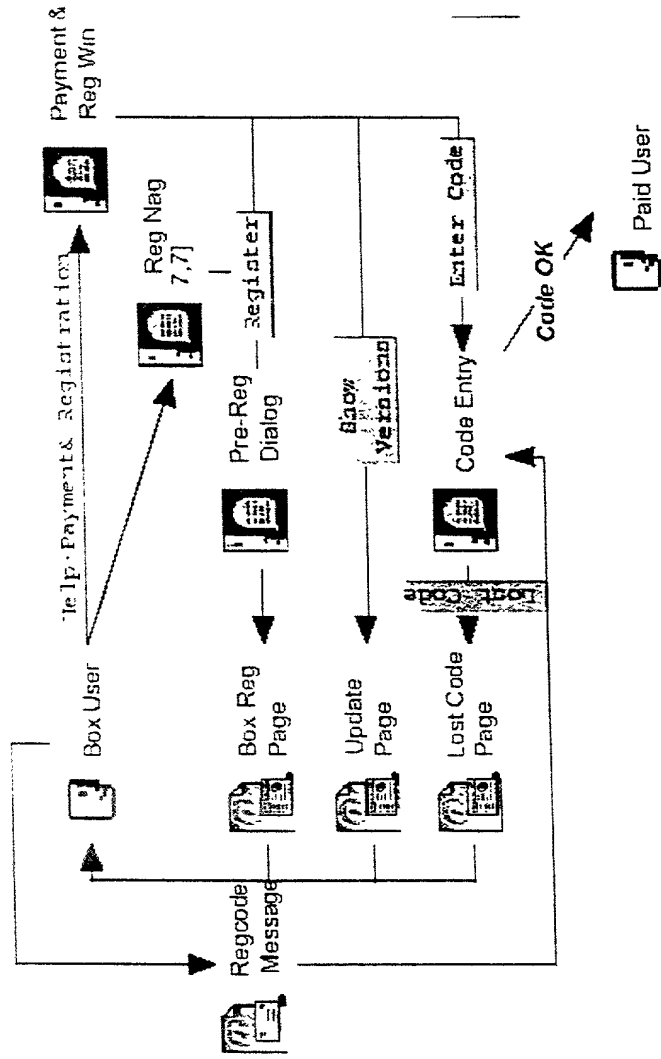 Payment &
Reg Win
Help·Payment& Registration
Reg Nag
7,7]
Box User
Register
Pre-Reg
Dialog
Box Reg
Page
Show
Versions
Update
Page
Enter Code
Code Entry
Lost Code
Lost Code
Page
Regcode
Message
Code OK
Paid User